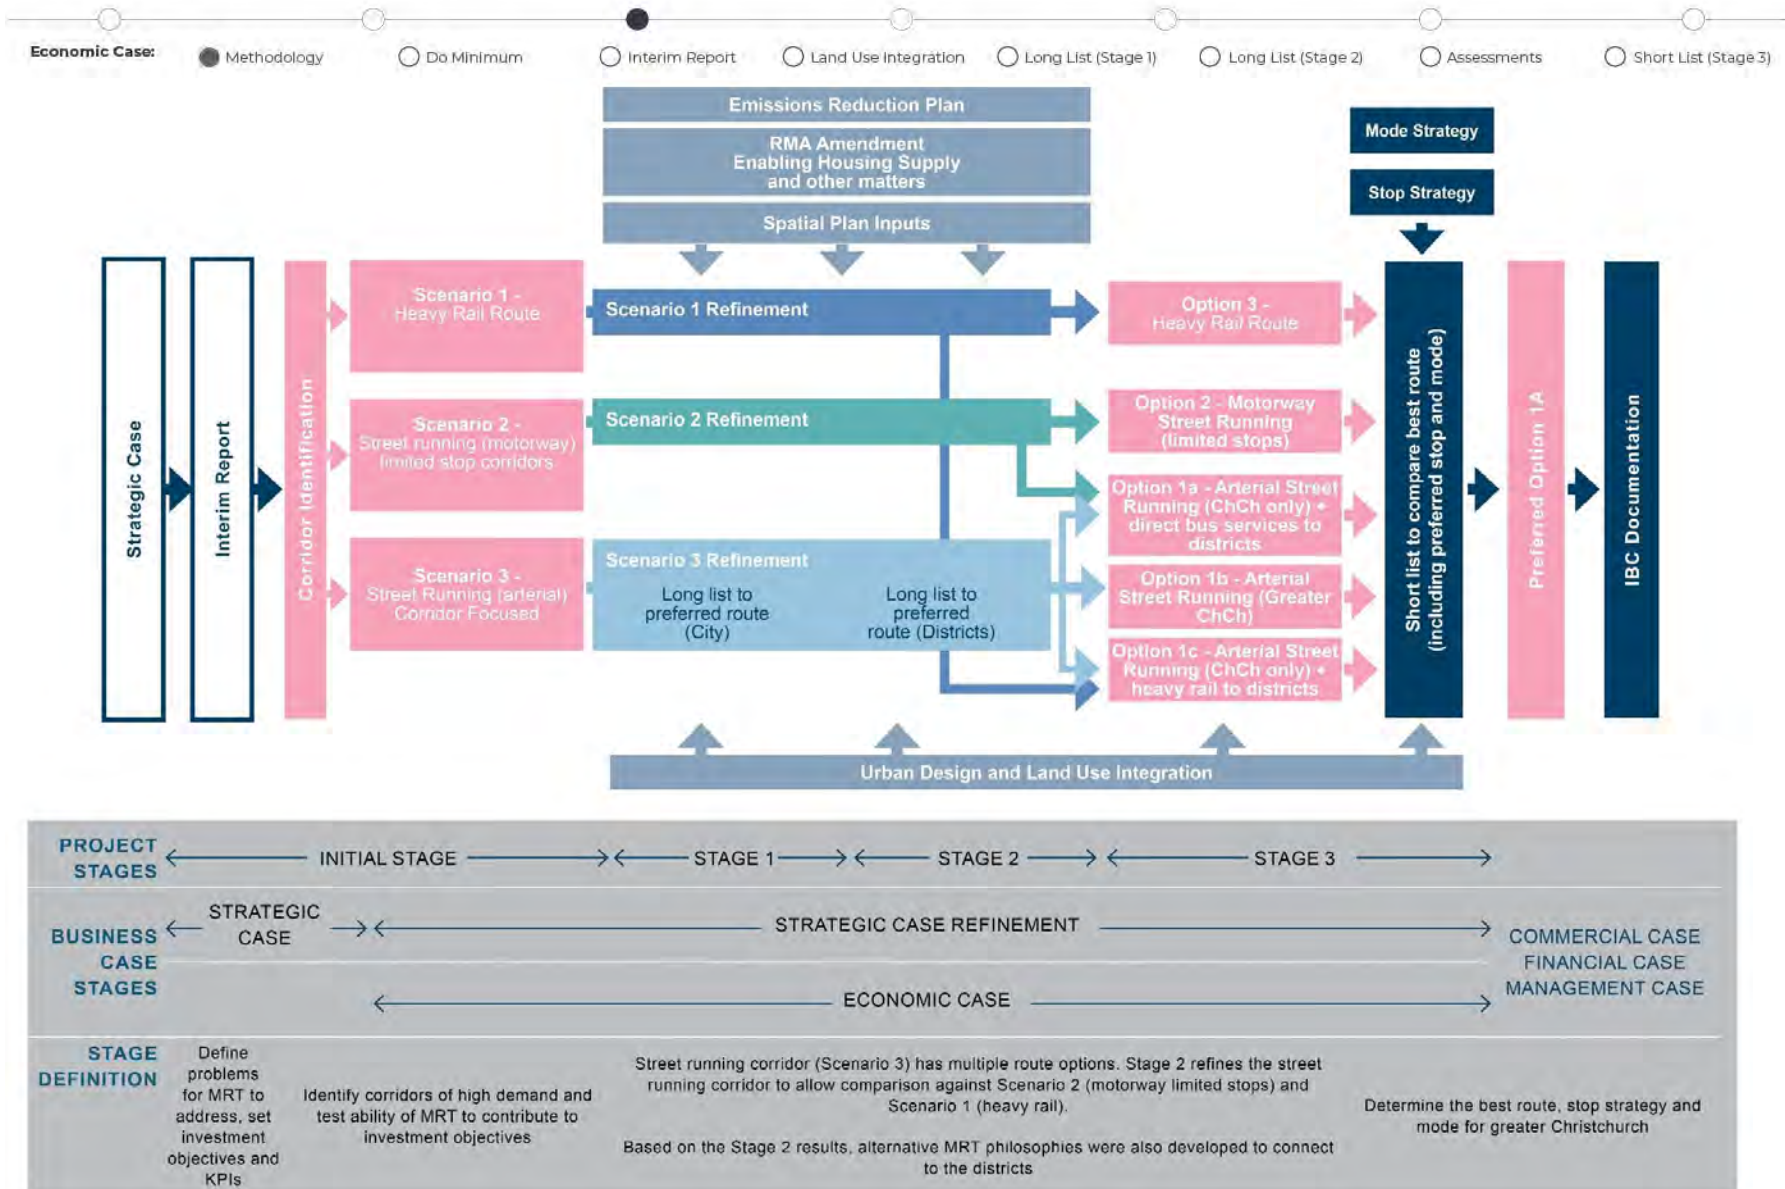 Economic Case:
Methodology
Do Minimum
Interim Report
Land Use Integration
Long List (Stage 1)
Long List (Stage 2)
Assessments
Short List (Stage 3)
Emissions Reduction Plan
RMA Amendment
Enabling Housing Supply
and other matters
Spatial Plan Inputs
Mode Strategy
Stop Strategy
Strategic Case
Interim Report
Corridor Identification
Scenario 1 -
Heavy Rail Route
Scenario 2 -
Street running (motorway)
limited stop corridors
Scenario 3 -
Street Running (arterial)
Corridor Focused
Scenario 1 Refinement
Scenario 2 Refinement
Scenario 3 Refinement
Long list to
preferred route
(City)
Long list to
preferred
route (Districts)
Option 3 -
Heavy Rail Route
Option 2 - Motorway
Street Running
(limited stops)
Option 1a - Arterial Street
Running (ChCh only) +
direct bus services to
districts
Option 1b - Arterial
Street Running (Greater
ChCh)
Option 1c - Arterial Street
Running (ChCh only) +
heavy rail to districts
Short list to compare best route
(including preferred stop and mode)
Preferred Option 1A
IBC Documentation
Urban Design and Land Use Integration
PROJECT
STAGES
INITIAL STAGE
STAGE 1
STAGE 2
STAGE 3
BUSINESS
CASE
STAGES
STRATEGIC
CASE
STRATEGIC CASE REFINEMENT
ECONOMIC CASE
COMMERCIAL CASE
FINANCIAL CASE
MANAGEMENT CASE
STAGE
DEFINITION
Define
problems
for MRT to
address, set
investment
objectives and
KPIs
Identify corridors of high demand and
test ability of MRT to contribute to
investment objectives
Street running corridor (Scenario 3) has multiple route options. Stage 2 refines the street
running corridor to allow comparison against Scenario 2 (motorway limited stops) and
Scenario 1 (heavy rail).
Based on the Stage 2 results, alternative MRT philosophies were also developed to connect
to the districts
Determine the best route, stop strategy and
mode for greater Christchurch